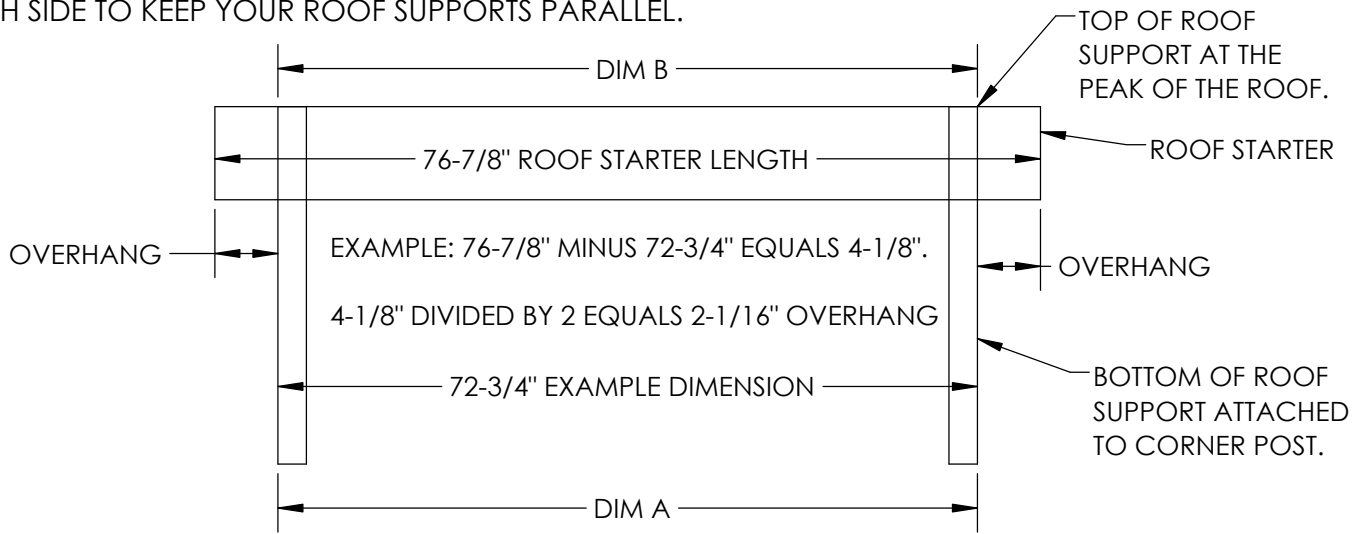 H SIDE TO KEEP YOUR ROOF SUPPORTS PARALLEL.
TOP OF ROOF
SUPPORT AT THE
PEAK OF THE ROOF.
DIM B
76-7/8" ROOF STARTER LENGTH
ROOF STARTER
OVERHANG
EXAMPLE: 76-7/8" MINUS 72-3/4" EQUALS 4-1/8".
OVERHANG
4-1/8" DIVIDED BY 2 EQUALS 2-1/16" OVERHANG
72-3/4" EXAMPLE DIMENSION
BOTTOM OF ROOF
SUPPORT ATTACHED
TO CORNER POST.
DIM A